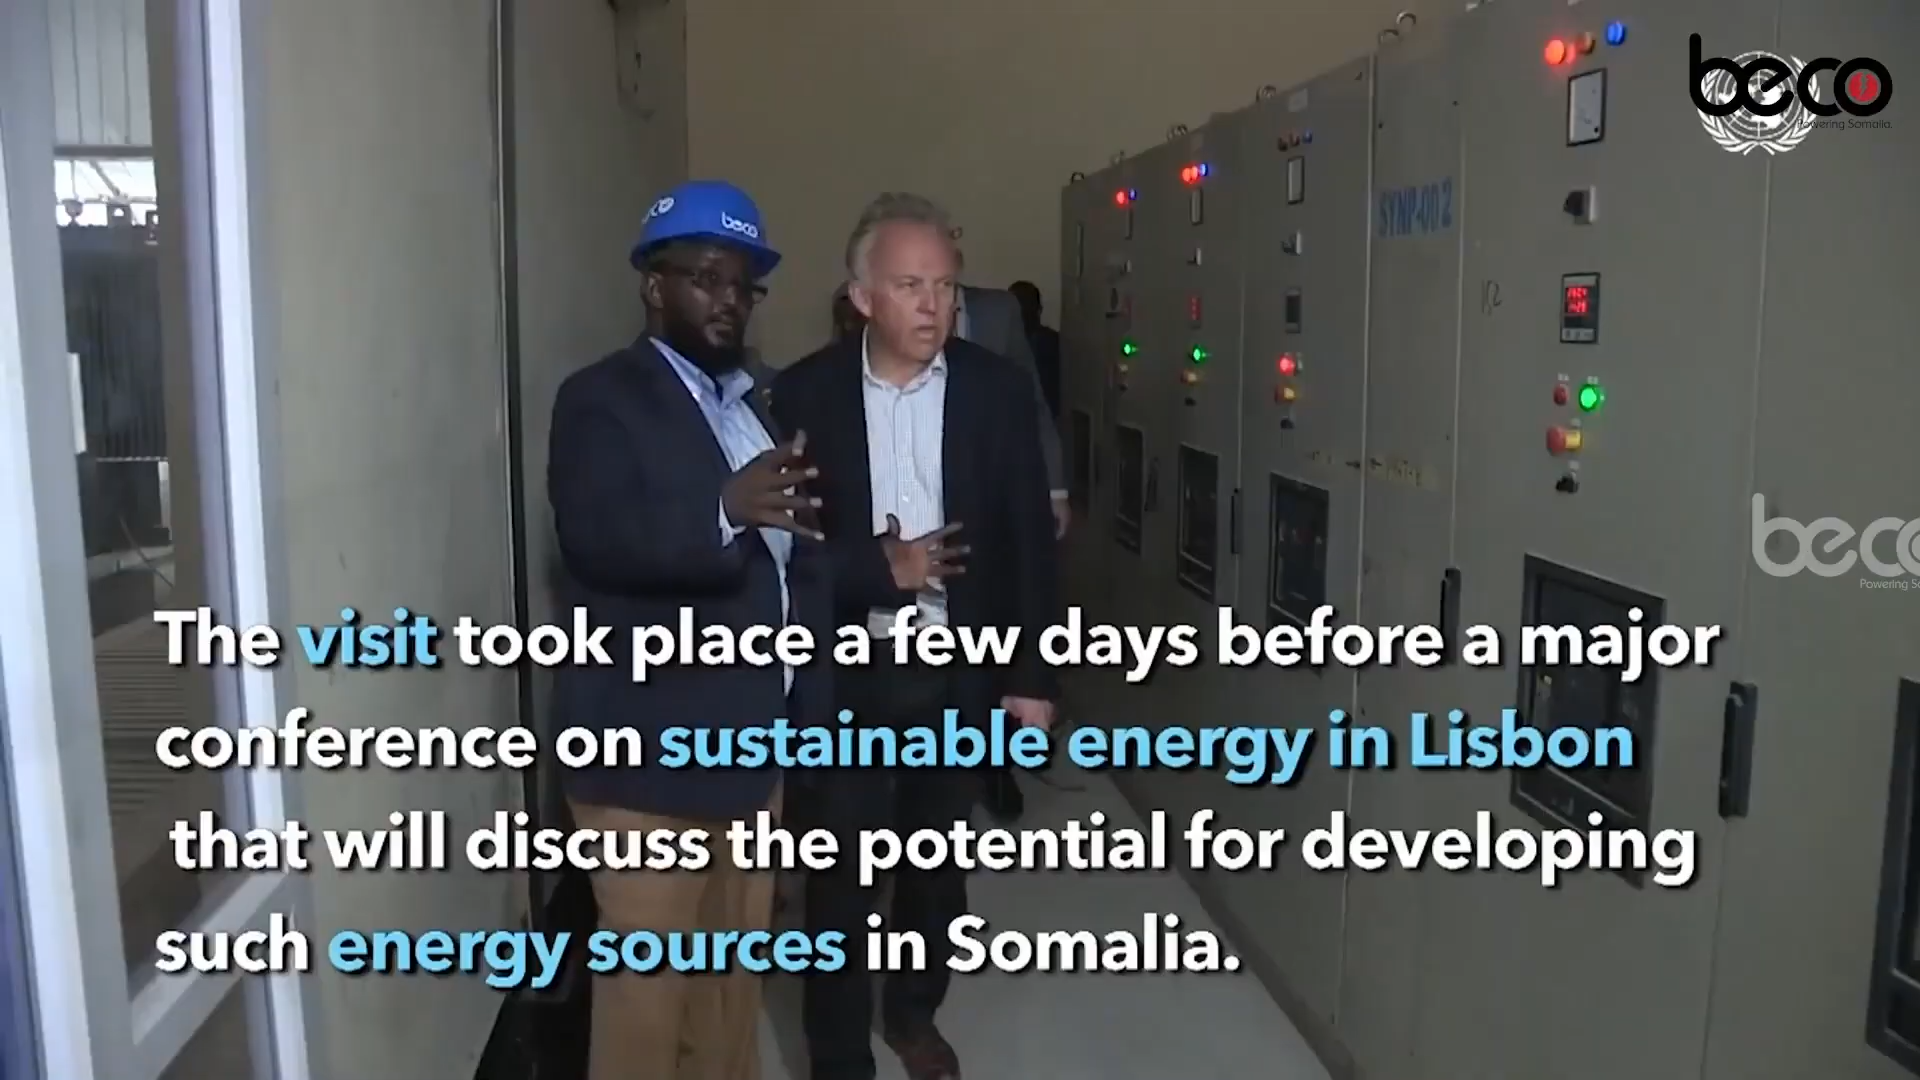 beco
Powering Somalia.
beco
SYNP-002
beco
Powering
The visit took place a few days before a major
conference on sustainable energy in Lisbon
that will discuss the potential for developing
such energy sources in Somalia.